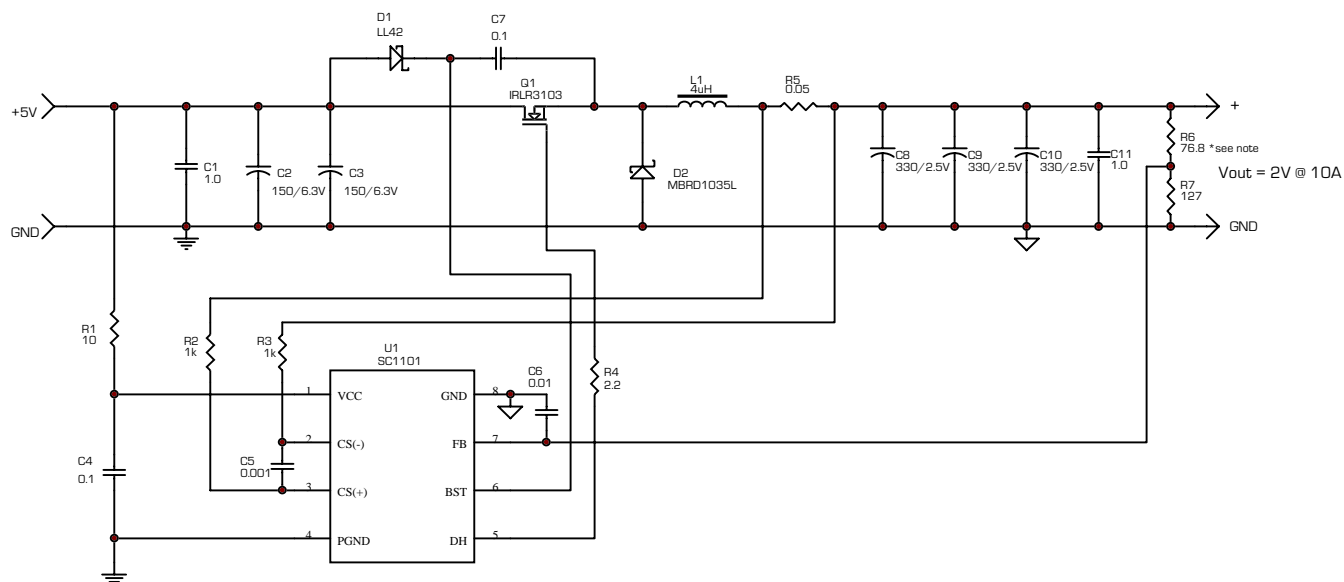 D1
LL42
C7
0.1
Q1
IRLR3103
L1
4uH
R5
0.05
+5V
+
C1
1.0
C2
150/6.3V
C3
150/6.3V
D2
MBRD1035L
C8
330/2.5V
C9
330/2.5V
C10
330/2.5V
C11
1.0
R6
76.8 *see note
Vout = 2V @ 10A
R7
127
GND
GND
R1
10
R2
1k
R3
1k
U1
SC1101
C6
0.01
R4
2.2
1 VCC GND 8
2 CS(-) FB 7
C4
0.1
C5
0.001
3 CS(+) BST 6
4 PGND DH 5